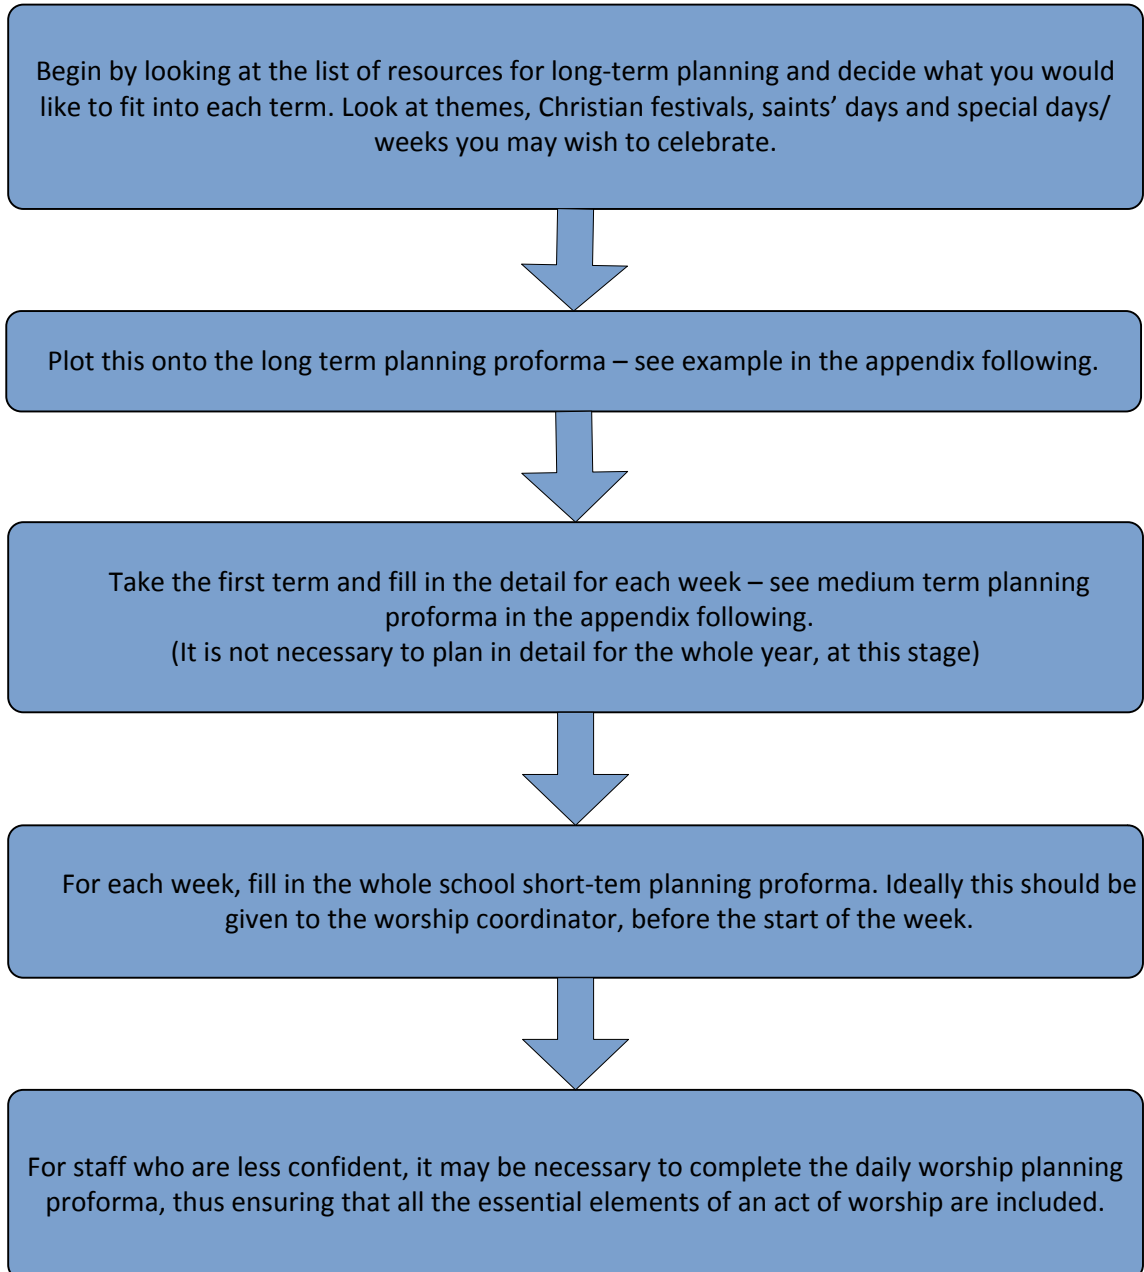 Begin by looking at the list of resources for long-term planning and decide what you would
like to fit into each term. Look at themes, Christian festivals, saints’ days and special days/
weeks you may wish to celebrate.
Plot this onto the long term planning proforma – see example in the appendix following.
Take the first term and fill in the detail for each week – see medium term planning
proforma in the appendix following.
(It is not necessary to plan in detail for the whole year, at this stage)
For each week, fill in the whole school short-tem planning proforma. Ideally this should be
given to the worship coordinator, before the start of the week.
For staff who are less confident, it may be necessary to complete the daily worship planning
proforma, thus ensuring that all the essential elements of an act of worship are included.